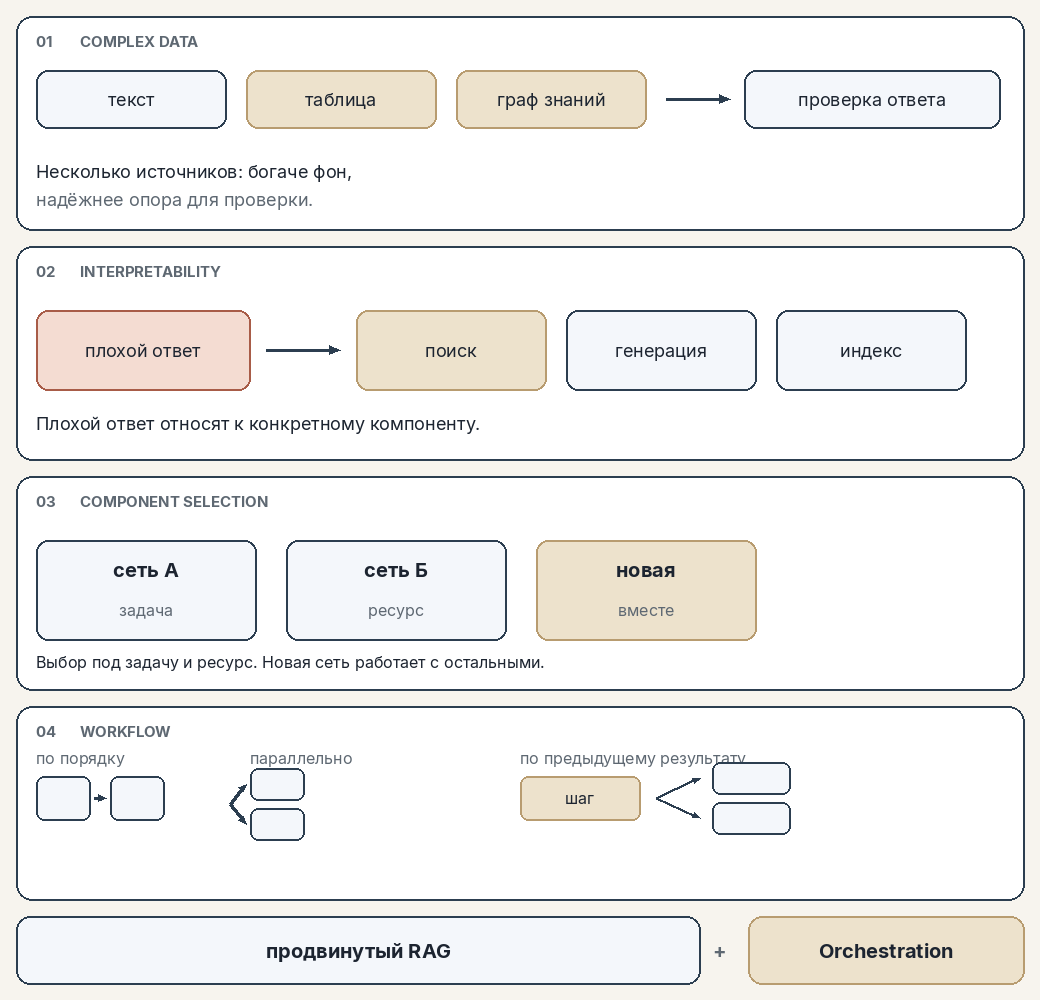 01 COMPLEX DATA
текст
таблица
граф знаний
проверка ответа
Несколько источников: богаче фон,
надёжнее опора для проверки.
02 INTERPRETABILITY
плохой ответ
поиск
генерация
индекс
Плохой ответ относят к конкретному компоненту.
03 COMPONENT SELECTION
сеть А
задача
сеть Б
ресурс
новая
вместе
Выбор под задачу и ресурс. Новая сеть работает с остальными.
04 WORKFLOW
по порядку
параллельно
по предыдущему результату
шаг
продвинутый RAG
+
Orchestration